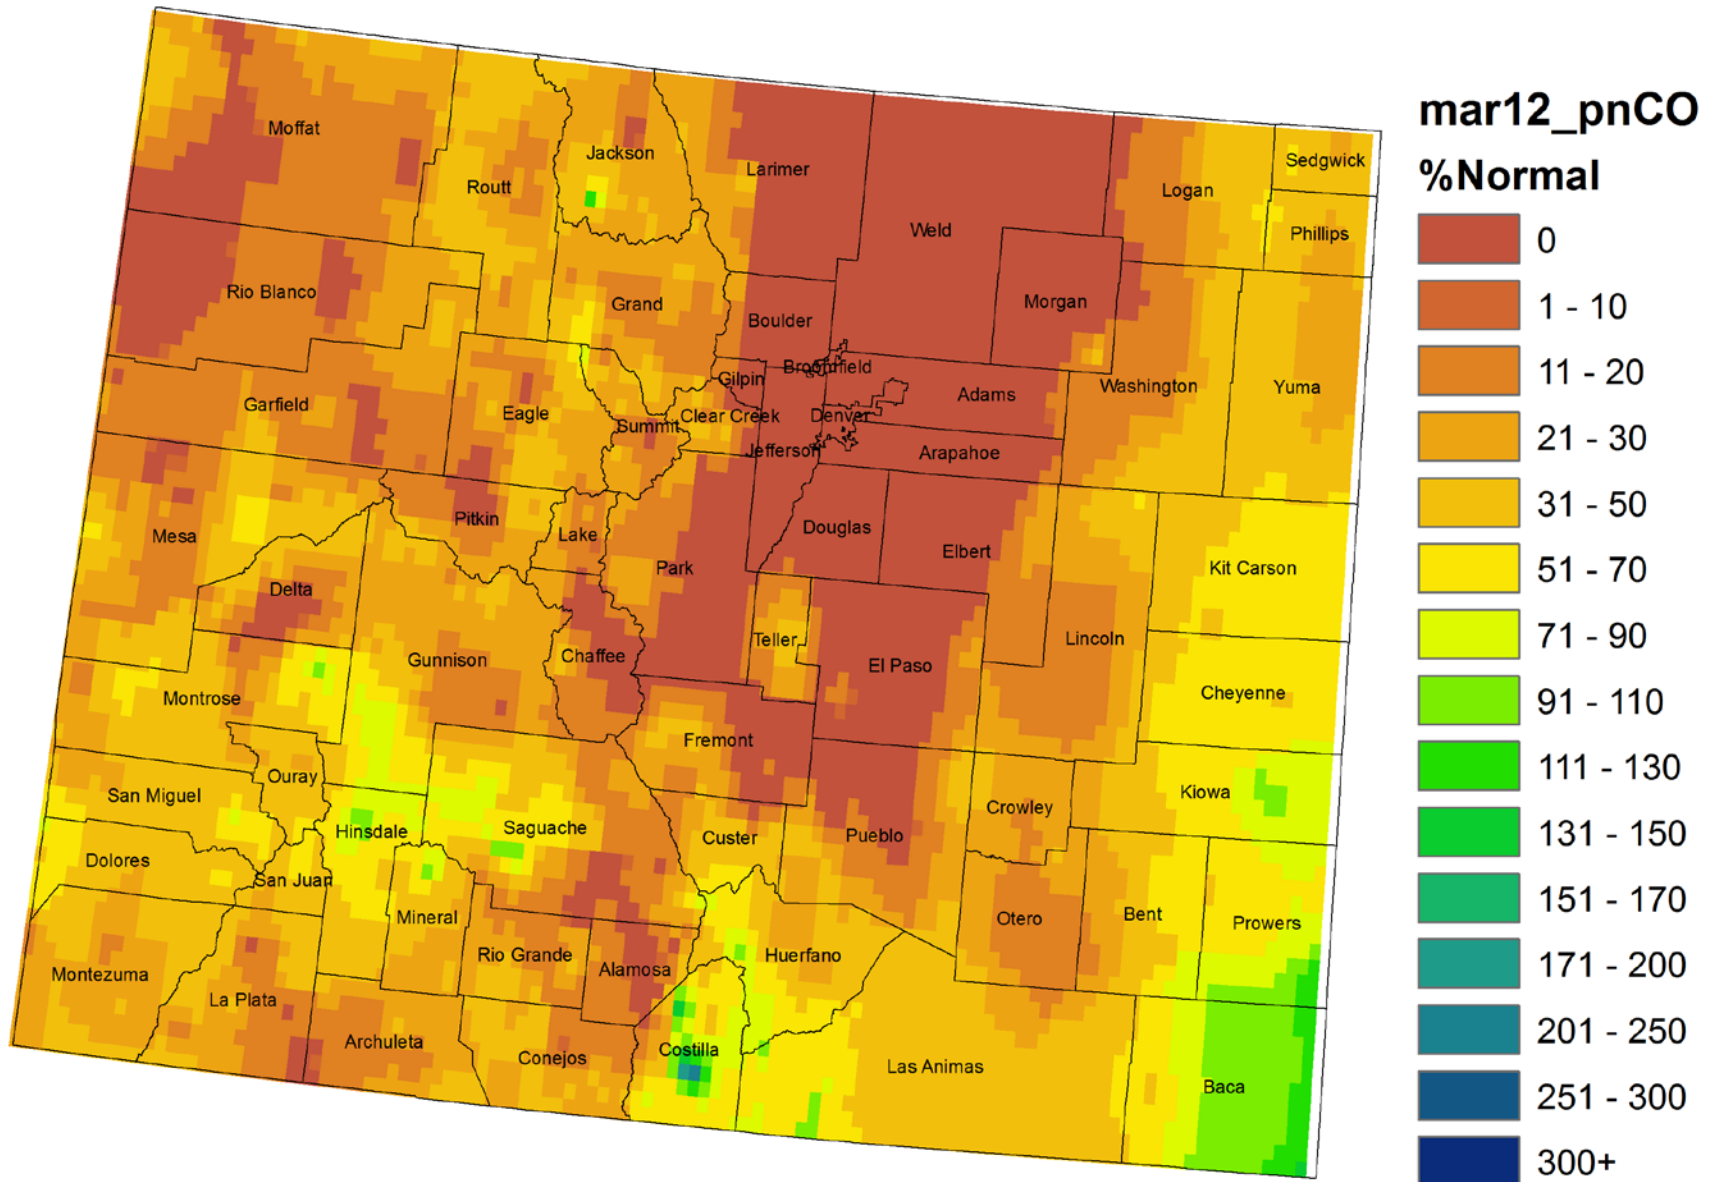 mar12_pnCO
%Normal
0
1 - 10
11 - 20
21 - 30
31 - 50
51 - 70
71 - 90
91 - 110
111 - 130
131 - 150
151 - 170
171 - 200
201 - 250
251 - 300
300+
Moffat
Routt
Jackson
Larimer
Weld
Logan
Sedgwick
Phillips
Rio Blanco
Grand
Boulder
Morgan
Broomfield
Gilpin
Garfield
Eagle
Summit
Clear Creek
Denver
Adams
Washington
Yuma
Jefferson
Arapahoe
Mesa
Pitkin
Lake
Park
Douglas
Elbert
Kit Carson
Delta
Gunnison
Chaffee
Teller
El Paso
Lincoln
Cheyenne
Montrose
Fremont
Ouray
San Miguel
Hinsdale
Saguache
Custer
Pueblo
Crowley
Kiowa
Dolores
San Juan
Mineral
Rio Grande
Alamosa
Huerfano
Otero
Bent
Prowers
Montezuma
La Plata
Archuleta
Conejos
Costilla
Las Animas
Baca